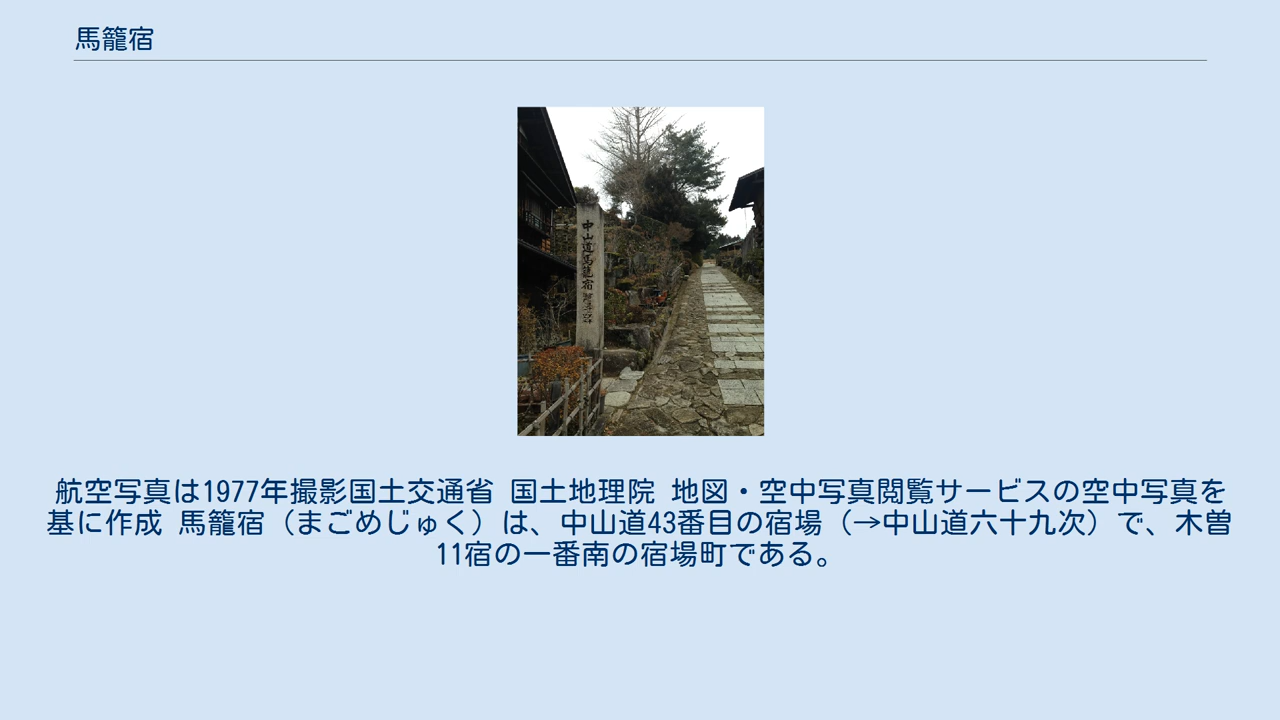 馬籠宿
中山道馬籠宿
航空写真は1977年撮影国土交通省 国土地理院 地図・空中写真閲覧サービスの空中写真を
基に作成 馬籠宿（まごめじゅく）は、中山道43番目の宿場（→中山道六十九次）で、木曽
11宿の一番南の宿場町である。